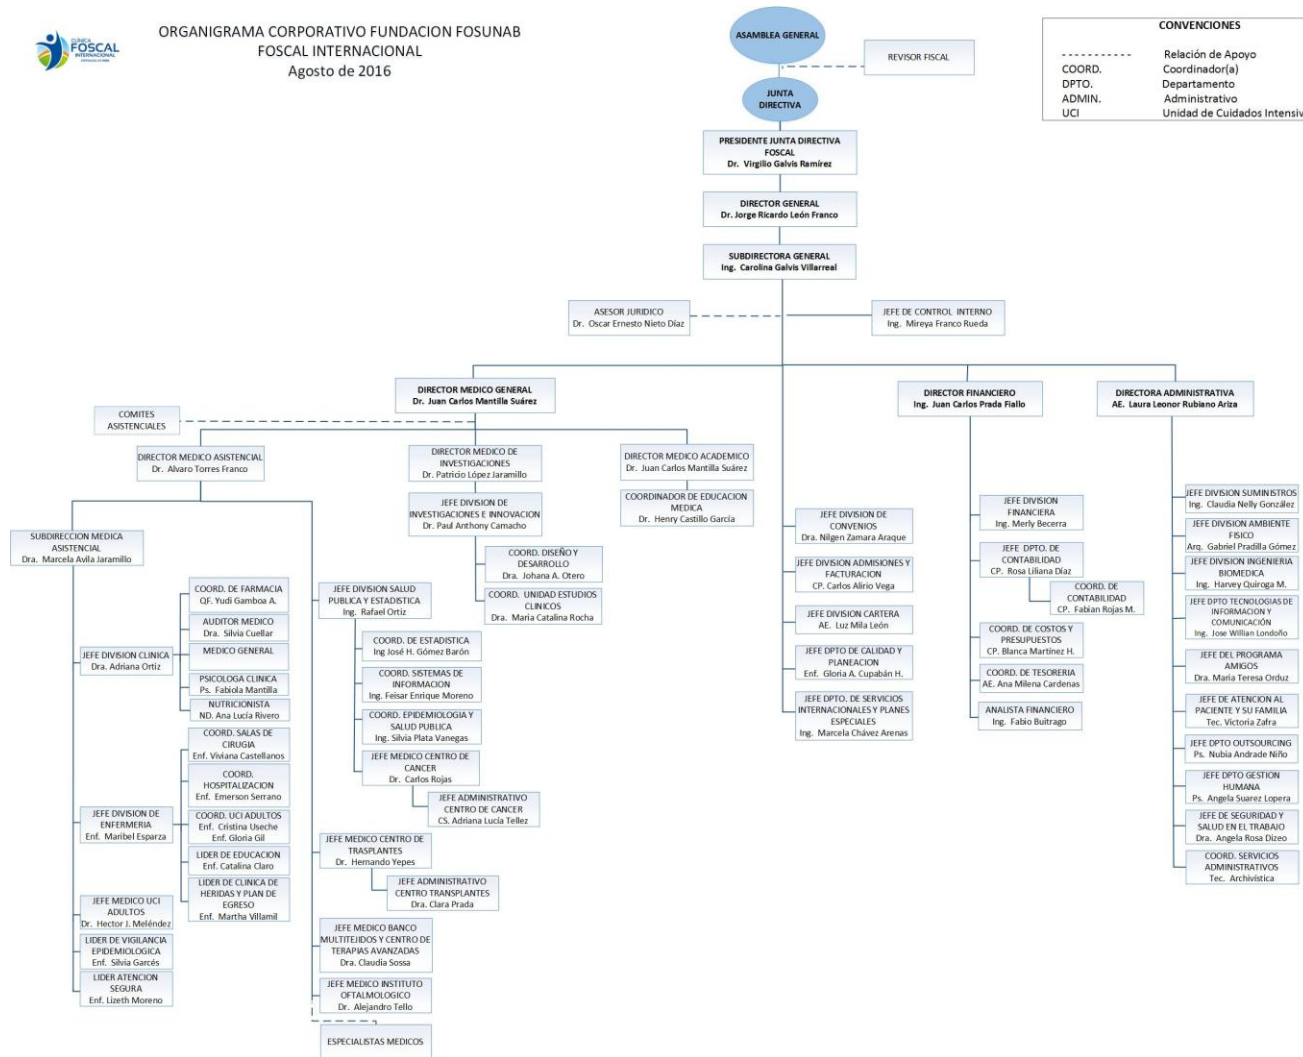 CLÍNICA
FOSCAL
INTERNACIONAL
ORGANIGRAMA CORPORATIVO FUNDACION FOSUNAB
FOSCAL INTERNACIONAL
Agosto de 2016
CONVENCIONES
----------- Relación de Apoyo
COORD. Coordinador(a)
DPTO. Departamento
ADMIN. Administrativo
UCI Unidad de Cuidados Intensiv
ASAMBLEA GENERAL
REVISOR FISCAL
JUNTA
DIRECTIVA
PRESIDENTE JUNTA DIRECTIVA
FOSCAL
Dr. Virgilio Galvis Ramírez
DIRECTOR GENERAL
Dr. Jorge Ricardo León Franco
SUBDIRECTORA GENERAL
Ing. Carolina Galvis Villarreal
ASESOR JURIDICO
Dr. Oscar Ernesto Nieto Díaz
JEFE DE CONTROL INTERNO
Ing. Mireya Franco Rueda
DIRECTOR MEDICO GENERAL
Dr. Juan Carlos Mantilla Suárez
COMITES
ASISTENCIALES
DIRECTOR MEDICO ASISTENCIAL
Dr. Alvaro Torres Franco
SUBDIRECCION MEDICA
ASISTENCIAL
Dra. Marcela Avila Jaramillo
JEFE DIVISION CLINICA
Dra. Adriana Ortiz
COORD. DE FARMACIA
QF. Yudi Gamboa A.
AUDITOR MEDICO
Dra. Silvia Cuellar
MEDICO GENERAL
PSICOLOGA CLINICA
Ps. Fabiola Mantilla
NUTRICIONISTA
ND. Ana Lucía Rivero
JEFE DIVISION DE
ENFERMERIA
Enf. Maribel Esparza
COORD. SALAS DE
CIRUGIA
Enf. Viviana Castellanos
COORD.
HOSPITALIZACION
Enf. Emerson Serrano
COORD. UCI ADULTOS
Enf. Cristina Useche
Enf. Gloria Gil
LIDER DE EDUCACION
Enf. Catalina Claro
LIDER DE CLINICA DE
HERIDAS Y PLAN DE
EGRESO
Enf. Martha Villamil
JEFE MEDICO UCI
ADULTOS
Dr. Hector J. Meléndez
LIDER DE VIGILANCIA
EPIDEMIOLOGICA
Enf. Silvia Garcés
LIDER ATENCION
SEGURA
Enf. Lizeth Moreno
JEFE DIVISION SALUD
PUBLICA Y ESTADISTICA
Ing. Rafael Ortiz
COORD. DE ESTADISTICA
Ing José H. Gómez Barón
COORD. SISTEMAS DE
INFORMACION
Ing. Feisar Enrique Moreno
COORD. EPIDEMIOLOGIA Y
SALUD PUBLICA
Ing. Silvia Plata Vanegas
JEFE MEDICO CENTRO DE
CANCER
Dr. Carlos Rojas
JEFE ADMINISTRATIVO
CENTRO DE CANCER
CS. Adriana Lucía Tellez
JEFE MEDICO CENTRO DE
TRASPLANTES
Dr. Hernando Yepes
JEFE ADMINISTRATIVO
CENTRO TRANSPLANTES
Dra. Clara Prada
JEFE MEDICO BANCO
MULTITEJIDOS Y CENTRO DE
TERAPIAS AVANZADAS
Dra. Claudia Sossa
JEFE MEDICO INSTITUTO
OFTALMOLOGICO
Dr. Alejandro Tello
ESPECIALISTAS MEDICOS
DIRECTOR MEDICO DE
INVESTIGACIONES
Dr. Patricio López Jaramillo
JEFE DIVISION DE
INVESTIGACIONES E INNOVACION
Dr. Paul Anthony Camacho
COORD. DISEÑO Y
DESARROLLO
Dra. Johana A. Otero
COORD. UNIDAD ESTUDIOS
CLINICOS
Dra. Maria Catalina Rocha
DIRECTOR MEDICO ACADEMICO
Dr. Juan Carlos Mantilla Suárez
COORDINADOR DE EDUCACION
MEDICA
Dr. Henry Castillo García
JEFE DIVISION DE
CONVENIOS
Dra. Nilgen Zamara Araque
JEFE DIVISION ADMISIONES Y
FACTURACION
CP. Carlos Alirio Vega
JEFE DIVISION CARTERA
AE. Luz Mila León
JEFE DPTO DE CALIDAD Y
PLANEACION
Enf. Gloria A. Cupabán H.
JEFE DPTO. DE SERVICIOS
INTERNACIONALES Y PLANES
ESPECIALES
Ing. Marcela Chávez Arenas
DIRECTOR FINANCIERO
Ing. Juan Carlos Prada Fiallo
JEFE DIVISION
FINANCIERA
Ing. Merly Becerra
JEFE DPTO. DE
CONTABILIDAD
CP. Rosa Liliana Díaz
COORD. DE
CONTABILIDAD
CP. Fabian Rojas M.
COORD. DE COSTOS Y
PRESUPUESTOS
CP. Blanca Martínez H.
COORD. DE TESORERIA
AE. Ana Milena Cardenas
ANALISTA FINANCIERO
Ing. Fabio Buitrago
DIRECTORA ADMINISTRATIVA
AE. Laura Leonor Rubiano Ariza
JEFE DIVISION SUMINISTROS
Ing. Claudia Nelly González
JEFE DIVISION AMBIENTE
FISICO
Arq. Gabriel Pradilla Gómez
JEFE DIVISION INGENIERIA
BIOMEDICA
Ing. Harvey Quiroga M.
JEFE DPTO TECNOLOGIAS DE
INFORMACION Y
COMUNICACIÓN
Ing. Jose Willian Londoño
JEFE DEL PROGRAMA
AMIGOS
Dra. Maria Teresa Orduz
JEFE DE ATENCION AL
PACIENTE Y SU FAMILIA
Tec. Victoria Zafra
JEFE DPTO OUTSOURCING
Ps. Nubia Andrade Niño
JEFE DPTO GESTION
HUMANA
Ps. Angela Suarez Lopera
JEFE DE SEGURIDAD Y
SALUD EN EL TRABAJO
Dra. Angela Rosa Dizeo
COORD. SERVICIOS
ADMINISTRATIVOS
Tec. Archivística